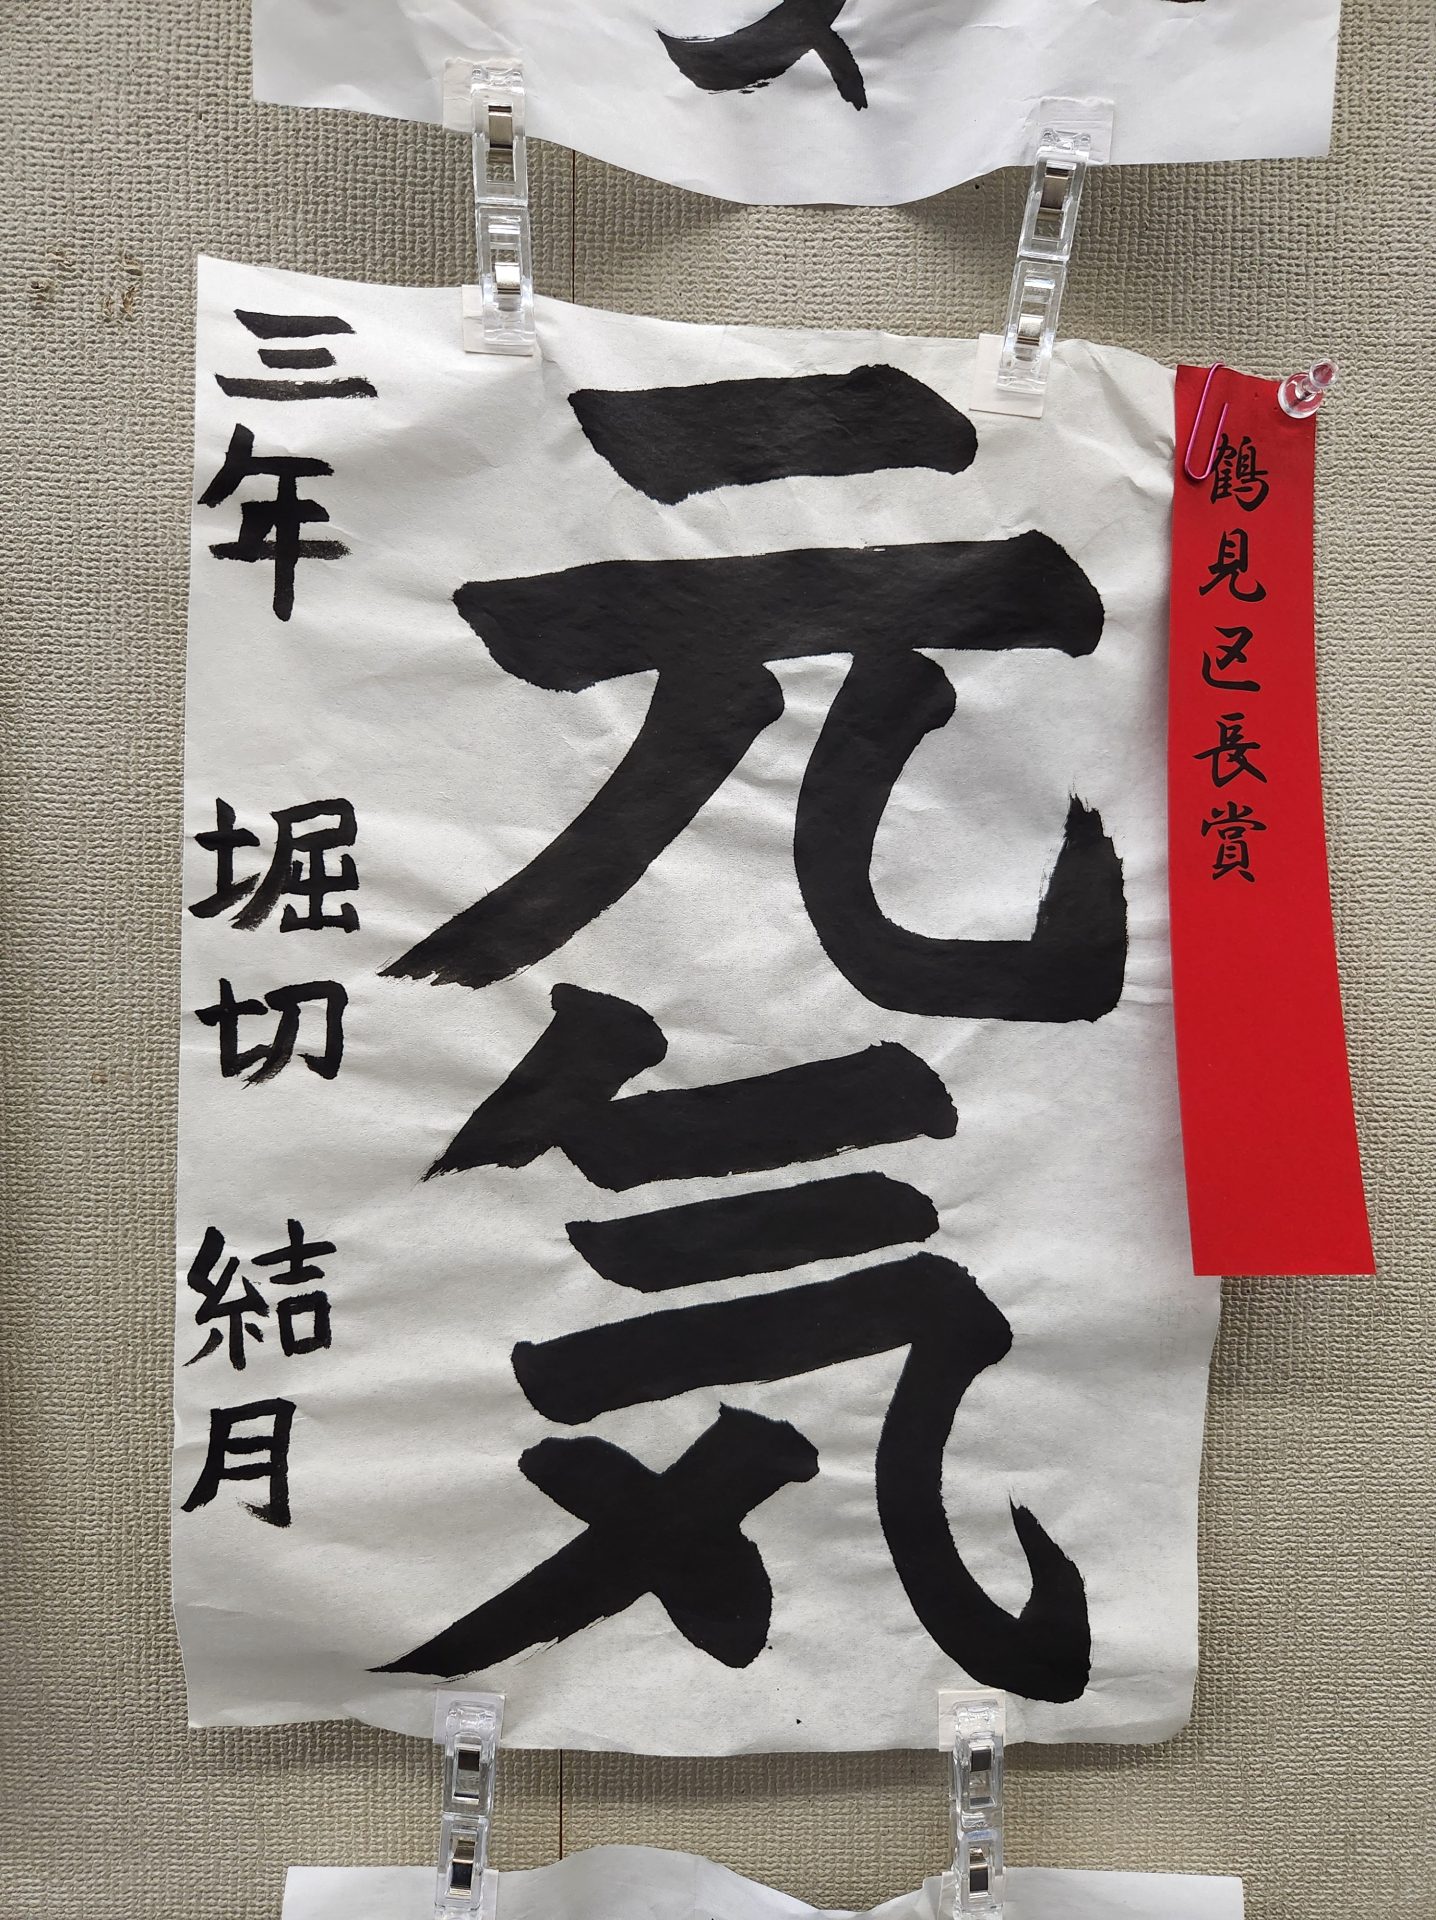 鶴見区長賞
元気
三年 堀切 結月